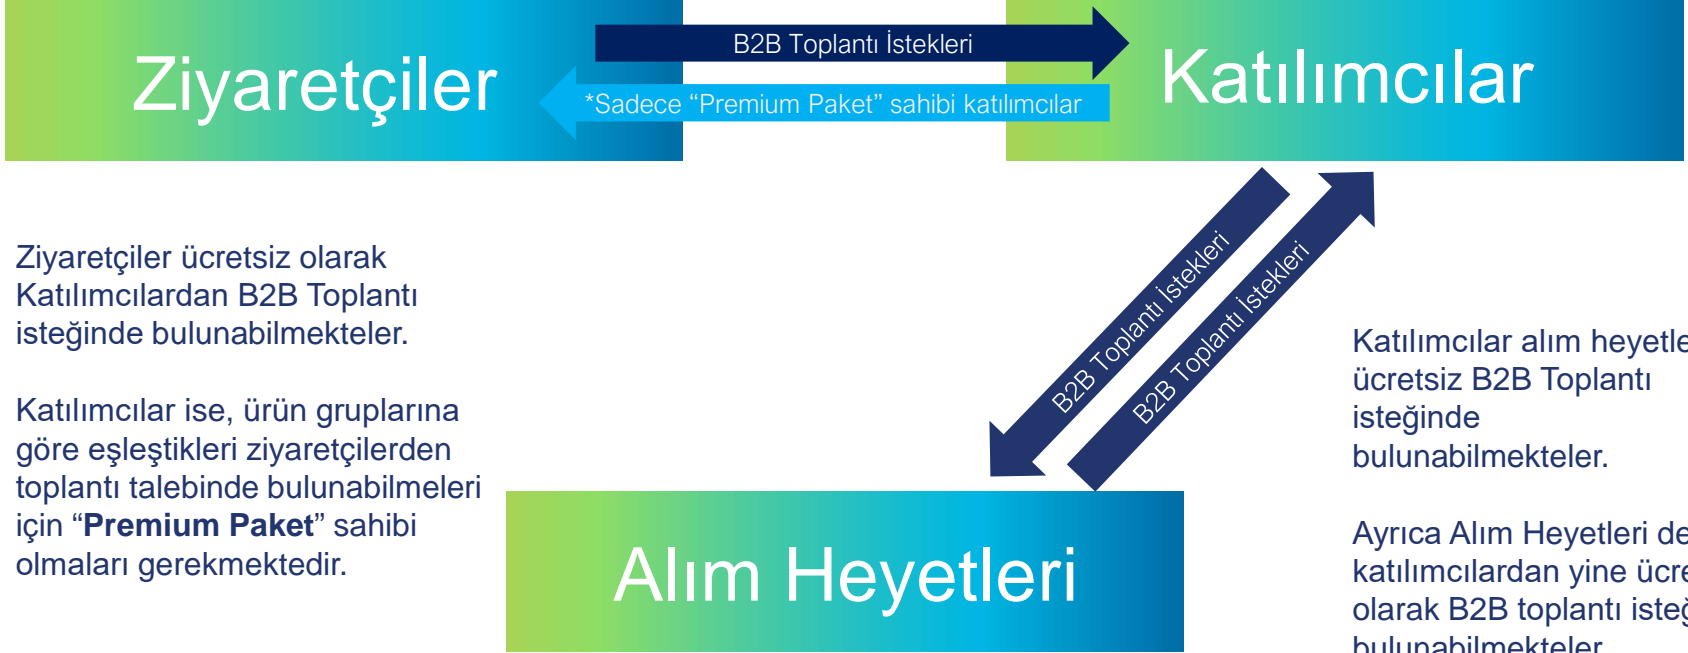 Ziyaretçiler
B2B Toplantı İstekleri
*Sadece “Premium Paket” sahibi katılımcılar
Katılımcılar
Ziyaretçiler ücretsiz olarak
Katılımcılardan B2B Toplantı
isteğinde bulunabilmekteler.
Katılımcılar ise, ürün gruplarına
göre eşleştikleri ziyaretçilerden
toplantı talebinde bulunabilmeleri
için “Premium Paket” sahibi
olmaları gerekmektedir.
B2B Toplantı İstekleri
B2B Toplantı İstekleri
Alım Heyetleri
Katılımcılar alım
ücretsiz B2B Toplantı
isteğinde
bulunabilmekteler.
Ayrıca Alım Heyetleri de
katılımcılardan yine
olarak B2B toplantı
bulunabilmekteler